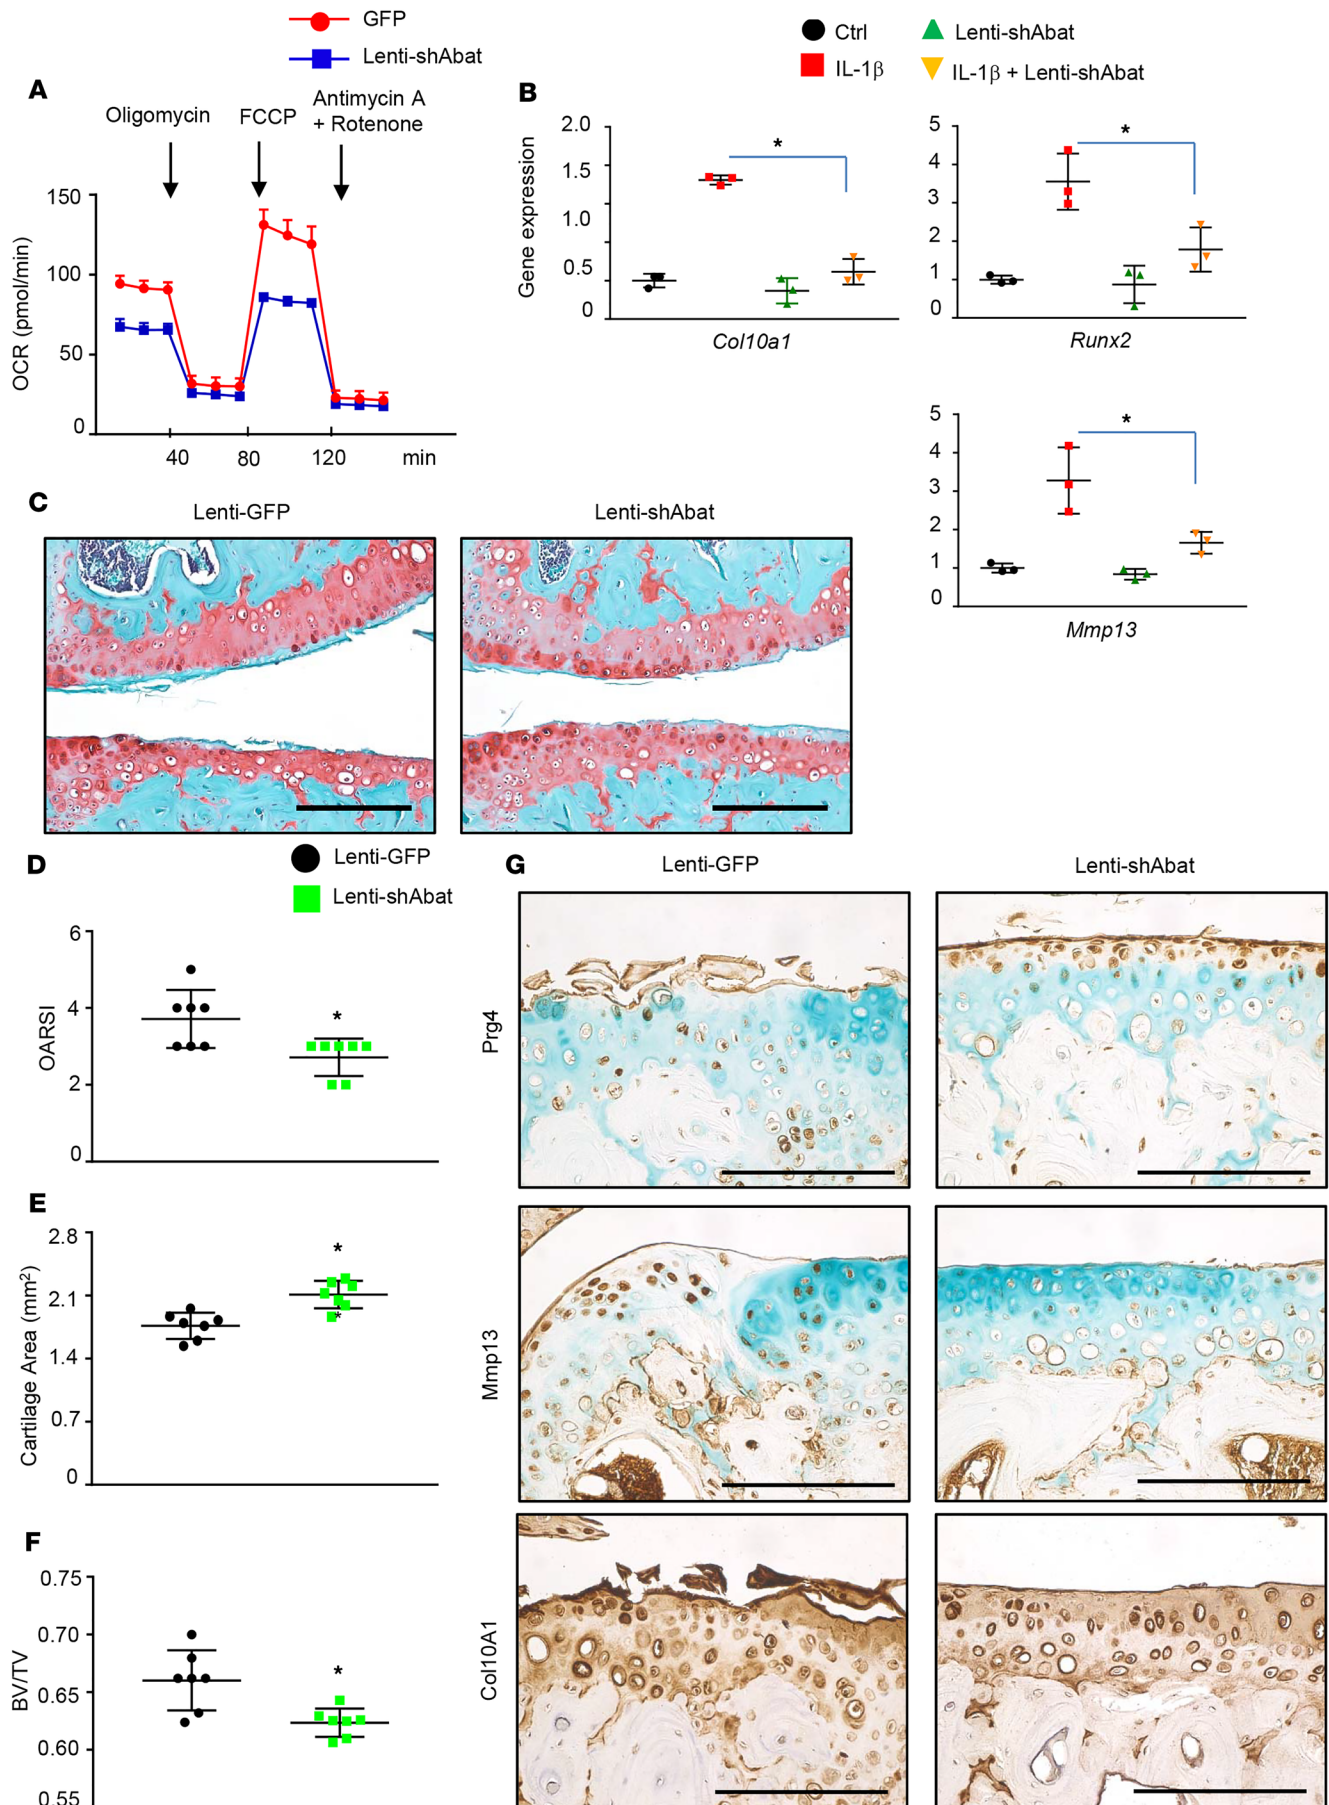 GFP
Lenti-shAbat
Ctrl
Lenti-shAbat
IL-1β
IL-1β + Lenti-shAbat
A
Oligomycin
FCCP
Antimycin A
+ Rotenone
150
100
50
0
OCR (pmol/min)
40
80
120
min
B
Gene expression
2.0
1.5
1.0
0.5
0
*
Col10a1
5
4
3
2
1
0
*
Runx2
5
4
3
2
1
0
*
Mmp13
C
Lenti-GFP
Lenti-shAbat
D
Lenti-GFP
Lenti-shAbat
6
4
2
0
OARSI
*
E
2.8
2.1
1.4
0.7
0
Cartilage Area (mm²)
*
*
F
0.75
0.70
0.65
0.60
0.55
BV/TV
*
G
Lenti-GFP
Lenti-shAbat
Prg4
Mmp13
Col10A1